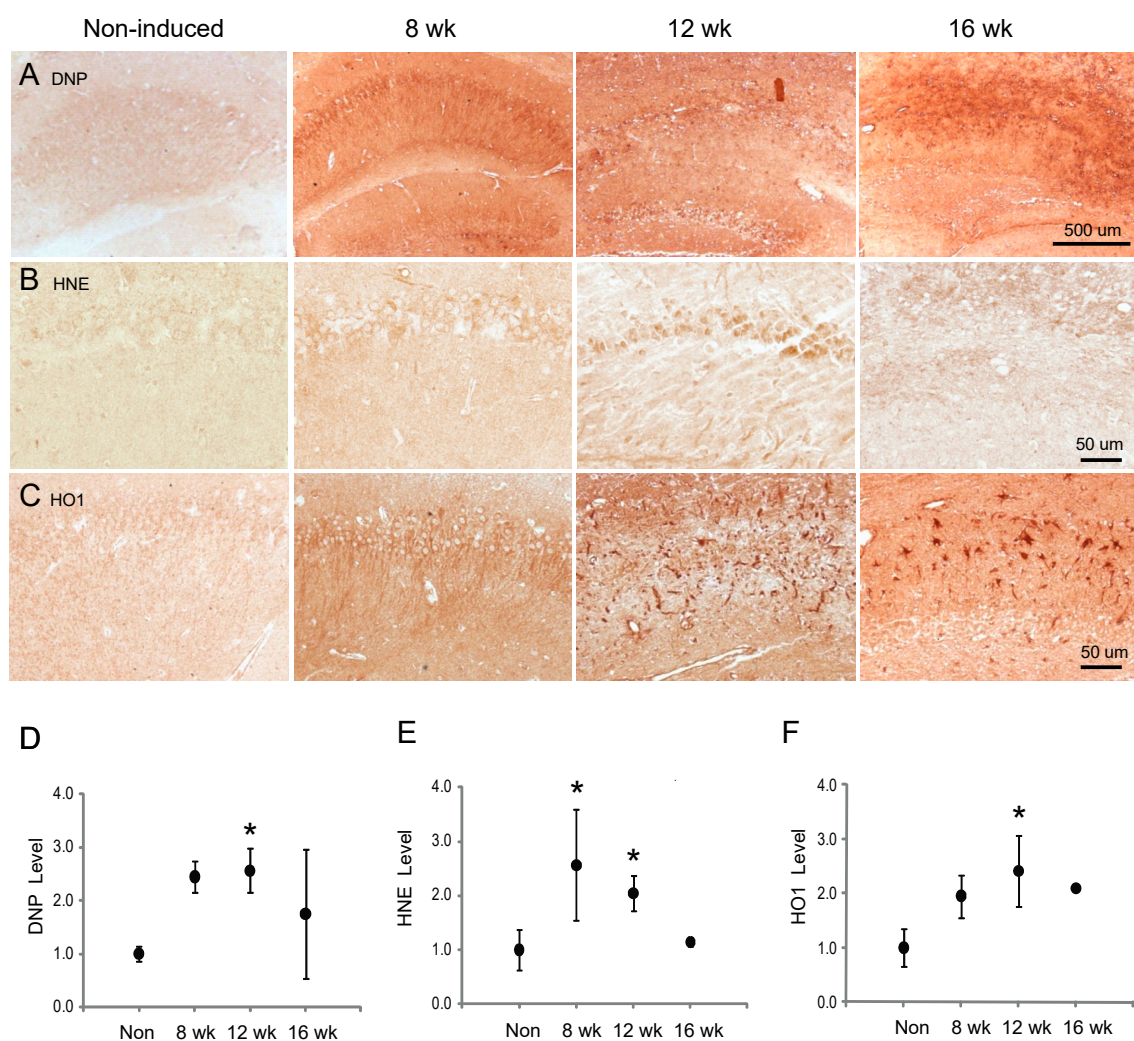 Non-induced 8 wk 12 wk 16 wk
A DNP
500 um
B HNE
50 um
C HO1
50 um
D E F
DNP Level
4.0
3.0
2.0
1.0
0.0
*
Non 8 wk 12 wk 16 wk
HNE Level
4.0
3.0
2.0
1.0
0.0
* *
Non 8 wk 12 wk 16 wk
HO1 Level
4.0
3.0
2.0
1.0
0.0
*
Non 8 wk 12 wk 16 wk